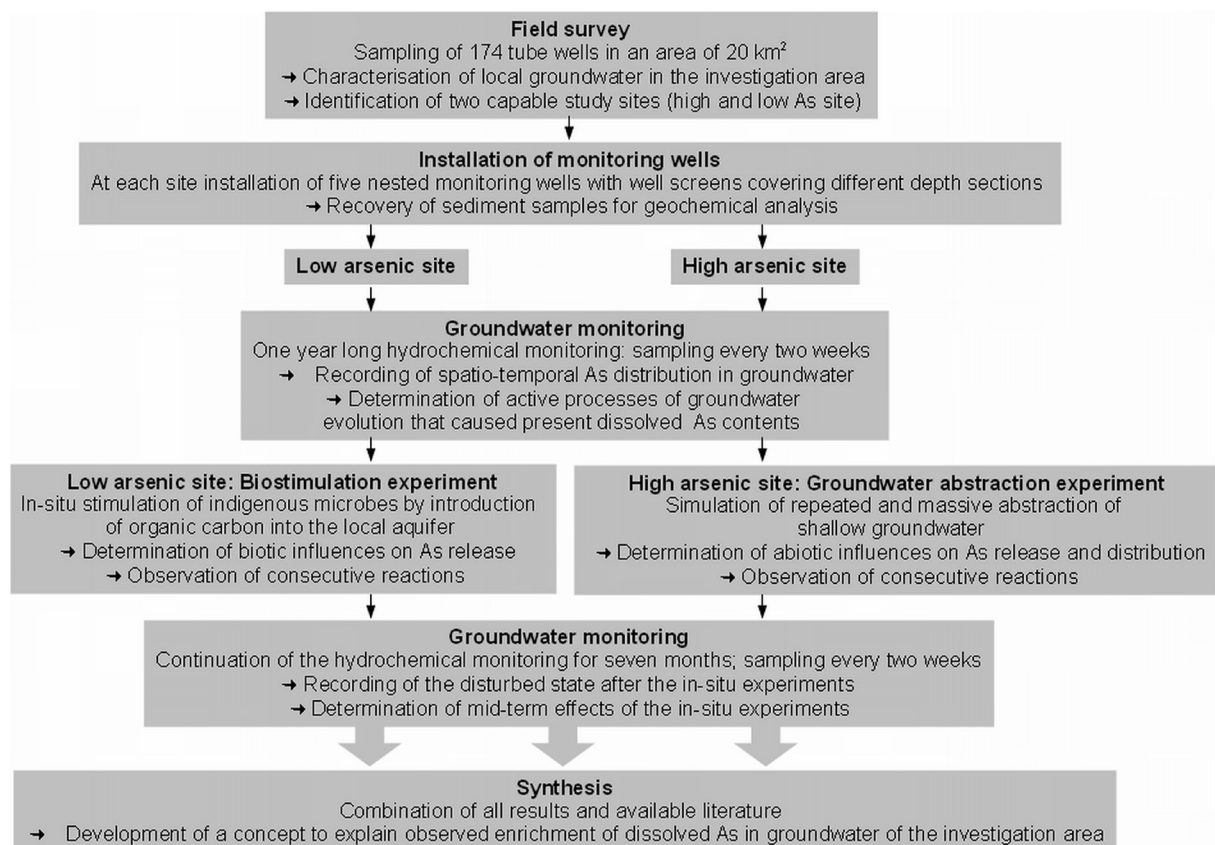 Field survey
Sampling of 174 tube wells in an area of 20 km²
➔ Characterisation of local groundwater in the investigation area
➔ Identification of two capable study sites (high and low As site)
Installation of monitoring wells
At each site installation of five nested monitoring wells with well screens covering different depth sections
➔ Recovery of sediment samples for geochemical analysis
Low arsenic site
High arsenic site
Groundwater monitoring
One year long hydrochemical monitoring: sampling every two weeks
➔ Recording of spatio-temporal As distribution in groundwater
➔ Determination of active processes of groundwater
evolution that caused present dissolved As contents
Low arsenic site: Biostimulation experiment
In-situ stimulation of indigenous microbes by introduction
of organic carbon into the local aquifer
➔ Determination of biotic influences on As release
➔ Observation of consecutive reactions
High arsenic site: Groundwater abstraction experiment
Simulation of repeated and massive abstraction of
shallow groundwater
➔ Determination of abiotic influences on As release and distribution
➔ Observation of consecutive reactions
Groundwater monitoring
Continuation of the hydrochemical monitoring for seven months; sampling every two weeks
➔ Recording of the disturbed state after the in-situ experiments
➔ Determination of mid-term effects of the in-situ experiments
Synthesis
Combination of all results and available literature
➔ Development of a concept to explain observed enrichment of dissolved As in groundwater of the investigation area